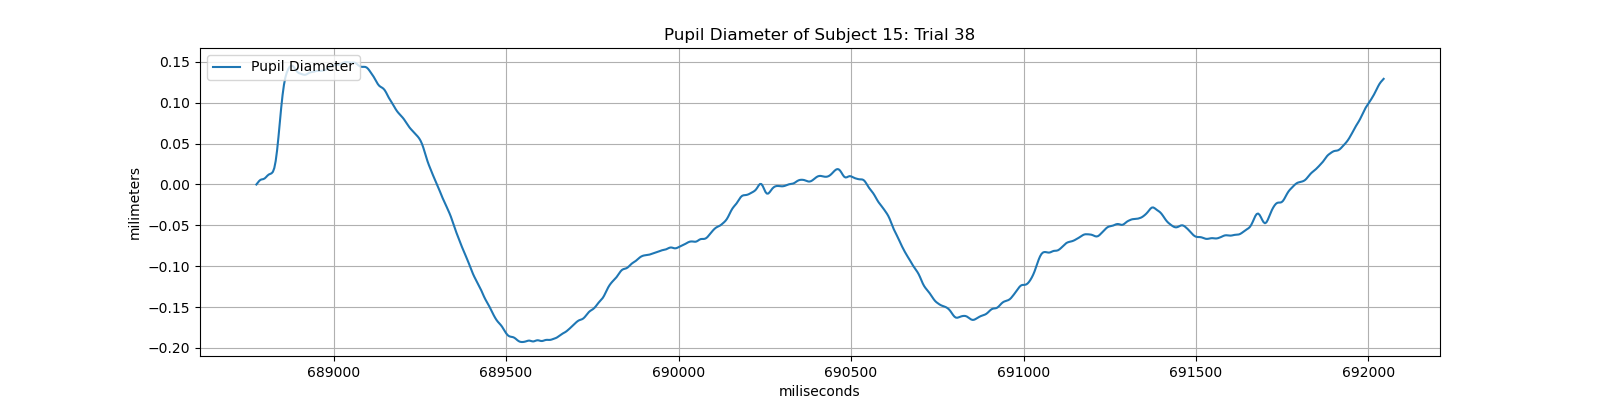 Pupil Diameter of Subject 15: Trial 38
Pupil Diameter
milimeters
0.15
0.10
0.05
0.00
−0.05
−0.10
−0.15
−0.20
689000 689500 690000 690500 691000 691500 692000
miliseconds